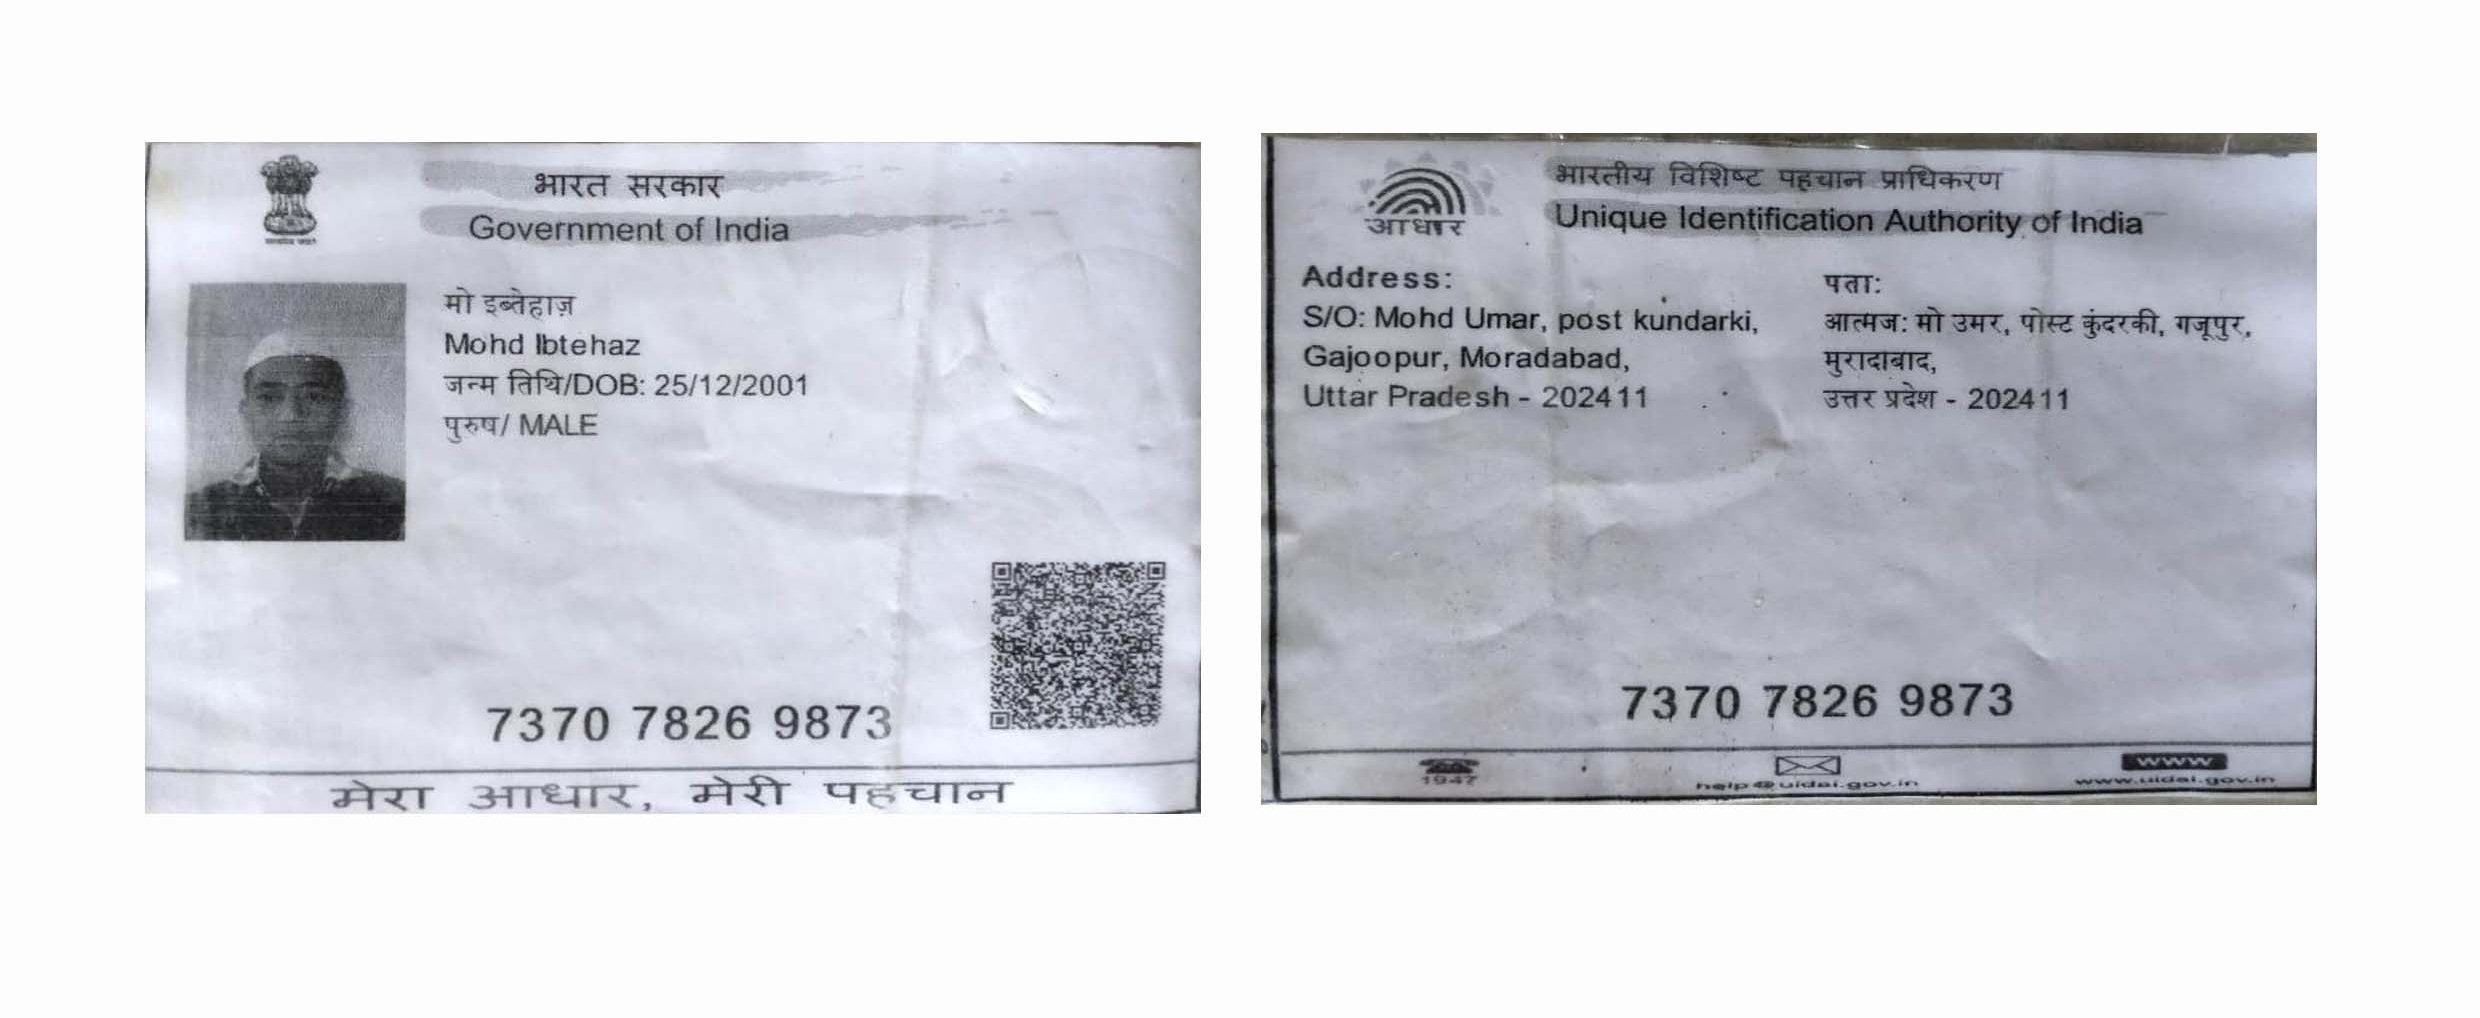 भारत सरकार
Government of India
मो इब्तेहाज़
Mohd Ibtehaz
जन्म तिथि/DOB: 25/12/2001
पुरुष/ MALE
7370 7826 9873
मेरा आधार, मेरी पहचान
आधार
भारतीय विशिष्ट पहचान प्राधिकरण
Unique Identification Authority of India
Address:
S/O: Mohd Umar, post kundarki,
Gajoopur, Moradabad,
Uttar Pradesh - 202411
पता:
आत्मज: मो उमर, पोस्ट कुंदरकी, गजूपुर,
मुरादाबाद,
उत्तर प्रदेश - 202411
7370 7826 9873
1947
help@uidai.gov.in
www
www.uidai.gov.in